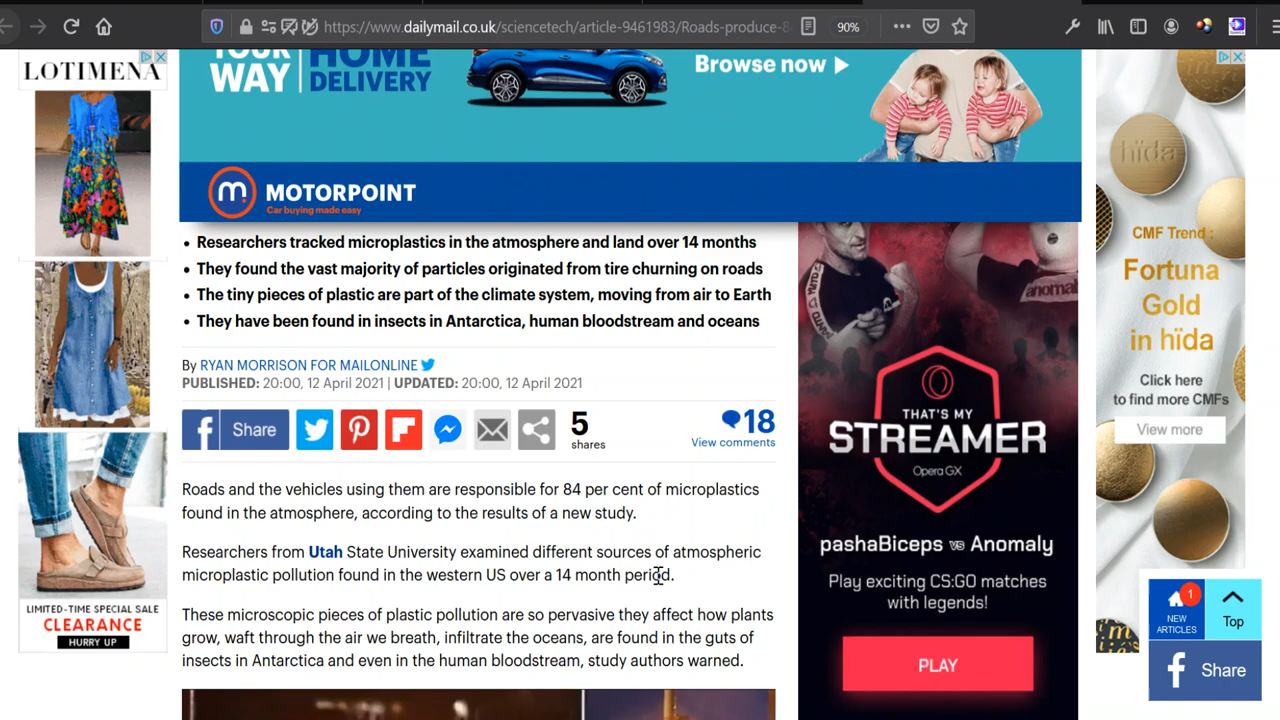 https://www.dailymail.co.uk/sciencetech/article-9461983/Roads-produce-8
90%
LOTIMENA
YOUR
WAY
HOME
DELIVERY
Browse now
MOTORPOINT
Car buying made easy
• Researchers tracked microplastics in the atmosphere and land over 14 months
• They found the vast majority of particles originated from tire churning on roads
• The tiny pieces of plastic are part of the climate system, moving from air to Earth
• They have been found in insects in Antarctica, human bloodstream and oceans
By RYAN MORRISON FOR MAILONLINE
PUBLISHED: 20:00, 12 April 2021 | UPDATED: 20:00, 12 April 2021
Share
5
shares
18
View comments
Roads and the vehicles using them are responsible for 84 per cent of microplastics
found in the atmosphere, according to the results of a new study.
Researchers from Utah State University examined different sources of atmospheric
microplastic pollution found in the western US over a 14 month period.
These microscopic pieces of plastic pollution are so pervasive they affect how plants
grow, waft through the air we breath, infiltrate the oceans, are found in the guts of
insects in Antarctica and even in the human bloodstream, study authors warned.
LIMITED-TIME SPECIAL SALE
CLEARANCE
HURRY UP
anomal
THAT'S MY
STREAMER
Opera GX
pashaBiceps vs Anomaly
Play exciting CS:GO matches
with legends!
PLAY
hïda
CMF Trend :
Fortuna
Gold
in hïda
Click here
to find more CMFs
View more
1
NEW
ARTICLES
Top
Share